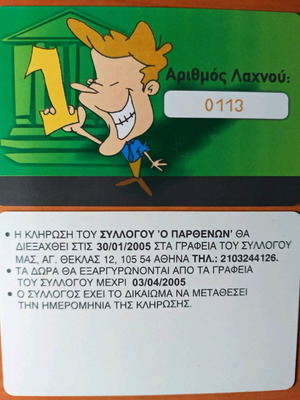 1
Αριθμός Λαχνού:
0113
• Η ΚΛΗΡΩΣΗ ΤΟΥ ΣΥΛΛΟΓΟΥ 'Ο ΠΑΡΘΕΝΩΝ' ΘΑ
ΔΙΕΞΑΧΘΕΙ ΣΤΙΣ 30/01/2005 ΣΤΑ ΓΡΑΦΕΙΑ ΤΟΥ ΣΥΛΛΟΓΟΥ
ΜΑΣ, ΑΓ. ΘΕΚΛΑΣ 12, 105 54 ΑΘΗΝΑ ΤΗΛ.: 2103244126.
• ΤΑ ΔΩΡΑ ΘΑ ΕΞΑΡΓΥΡΩΝΟΝΤΑΙ ΑΠΟ ΤΑ ΓΡΑΦΕΙΑ
ΤΟΥ ΣΥΛΛΟΓΟΥ ΜΕΧΡΙ 03/04/2005
• Ο ΣΥΛΛΟΓΟΣ ΕΧΕΙ ΤΟ ΔΙΚΑΙΩΜΑ ΝΑ ΜΕΤΑΘΕΣΕΙ
ΤΗΝ ΗΜΕΡΟΜΗΝΙΑ ΤΗΣ ΚΛΗΡΩΣΗΣ.